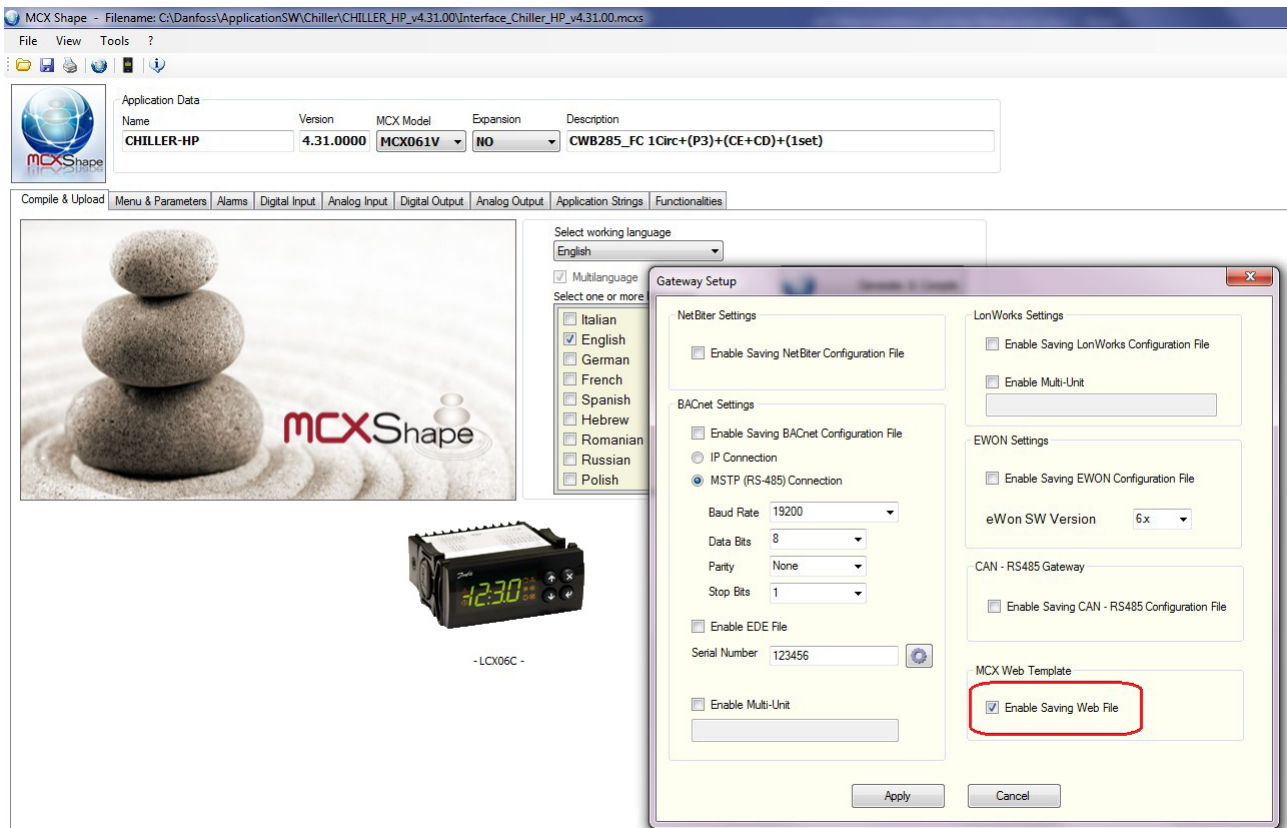 MCX Shape - Filename: C:\Danfoss\ApplicationSW\Chiller\CHILLER_HP_v4.31.00\Interface_Chiller_HP_v4.31.00.mcxs
File View Tools ?
Application Data
Name Version MCX Model Expansion Description
CHILLER-HP 4.31.0000 MCX061V NO CWB285_FC 1Circ+(P3)+(CE+CD)+(1set)
MCXShape
Compile & Upload Menu & Parameters Alarms Digital Input Analog Input Digital Output Analog Output Application Strings Functionalities
Select working language
English
Multilanguage
Select one or more
Italian
English
German
French
Spanish
Hebrew
Romanian
Russian
Polish
MCXShape
- LCX06C -
Gateway Setup
NetBiter Settings
Enable Saving NetBiter Configuration File
BACnet Settings
Enable Saving BACnet Configuration File
IP Connection
MSTP (RS-485) Connection
Baud Rate 19200
Data Bits 8
Parity None
Stop Bits 1
Enable EDE File
Serial Number 123456
Enable Multi-Unit
LonWorks Settings
Enable Saving LonWorks Configuration File
Enable Multi-Unit
EWON Settings
Enable Saving EWON Configuration File
eWon SW Version 6.x
CAN - RS485 Gateway
Enable Saving CAN - RS485 Configuration File
MCX Web Template
Enable Saving Web File
Apply Cancel